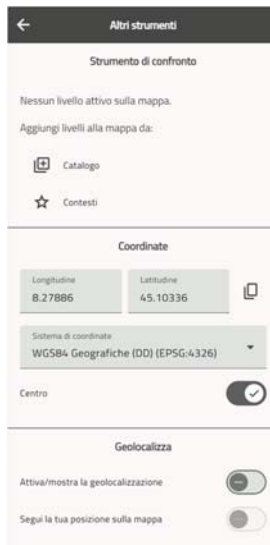 Altri strumenti
Strumento di confronto
Nessun livello attivo sulla mappa.
Aggiungi livelli alla mappa da:
Catalogo
Contesti
Coordinate
Longitudine
8.27886
Latitudine
45.10336
Sistema di coordinate
WGS84 Geografiche (DD) (EPSG:4326)
Centro
Geolocalizza
Attiva/mostra la geolocalizzazione
Segui la tua posizione sulla mappa